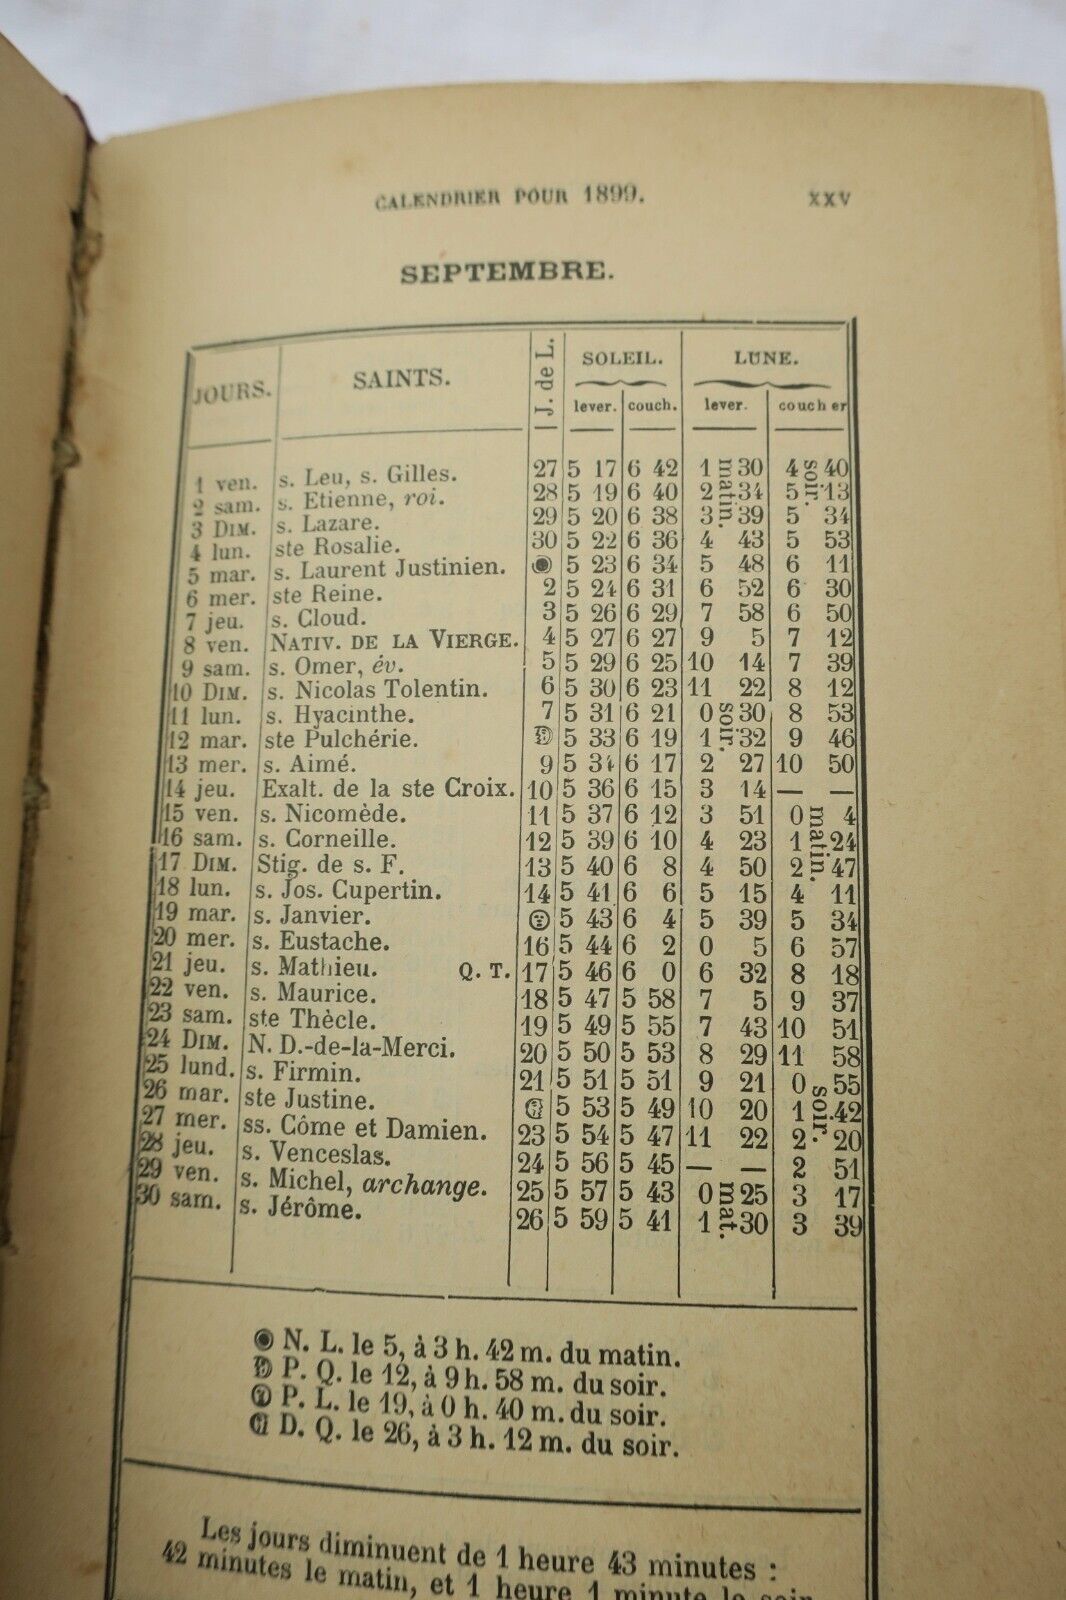 CALENDRIER POUR 1899. XXV
SEPTEMBRE.
JOURS. SAINTS. J. de L. SOLEIL. LUNE.
lever. couch. lever. coucher
1 ven. s. Leu, s. Gilles. 27 5 17 6 42 1 matin. 30 4 soir. 40
2 sam. s. Etienne, roi. 28 5 19 6 40 2 34 5 13
3 DIM. s. Lazare. 29 5 20 6 38 3 39 5 34
4 lun. ste Rosalie. 30 5 22 6 36 4 43 5 53
5 mar. s. Laurent Justinien. 5 23 6 34 5 48 6 11
6 mer. ste Reine. 2 5 24 6 31 6 52 6 30
7 jeu. s. Cloud. 3 5 26 6 29 7 58 6 50
8 ven. NATIV. DE LA VIERGE. 4 5 27 6 27 9 5 7 12
9 sam. s. Omer, év. 5 5 29 6 25 10 14 7 39
10 DIM. s. Nicolas Tolentin. 6 5 30 6 23 11 22 8 12
11 lun. s. Hyacinthe. 7 5 31 6 21 0 soir. 30 8 53
12 mar. ste Pulchérie. 5 33 6 19 1 32 9 46
13 mer. s. Aimé. 9 5 34 6 17 2 27 10 50
14 jeu. Exalt. de la ste Croix. 10 5 36 6 15 3 14 — —
15 ven. s. Nicomède. 11 5 37 6 12 3 51 0 matin. 4
16 sam. s. Corneille. 12 5 39 6 10 4 23 1 24
17 DIM. Stig. de s. F. 13 5 40 6 8 4 50 2 47
18 lun. s. Jos. Cupertin. 14 5 41 6 6 5 15 4 11
19 mar. s. Janvier. 5 43 6 4 5 39 5 34
20 mer. s. Eustache. 16 5 44 6 2 0 5 6 57
21 jeu. s. Mathieu. Q. T. 17 5 46 6 0 6 32 8 18
22 ven. s. Maurice. 18 5 47 5 58 7 5 9 37
23 sam. ste Thècle. 19 5 49 5 55 7 43 10 51
24 DIM. N. D.-de-la-Merci. 20 5 50 5 53 8 29 11 58
25 lund. s. Firmin. 21 5 51 5 51 9 21 0 soir. 55
26 mar. ste Justine. 5 53 5 49 10 20 1 42
27 mer. ss. Côme et Damien. 23 5 54 5 47 11 22 2 20
28 jeu. s. Venceslas. 24 5 56 5 45 — — 2 51
29 ven. s. Michel, archange. 25 5 57 5 43 0 mat. 25 3 17
30 sam. s. Jérôme. 26 5 59 5 41 1 30 3 39
N. L. le 5, à 3 h. 42 m. du matin.
P. Q. le 12, à 9 h. 58 m. du soir.
P. L. le 19, à 0 h. 40 m. du soir.
D. Q. le 26, à 3 h. 12 m. du soir.
Les jours diminuent de 1 heure 43 minutes :
42 minutes le matin, et 1 heure 1 minute le soir